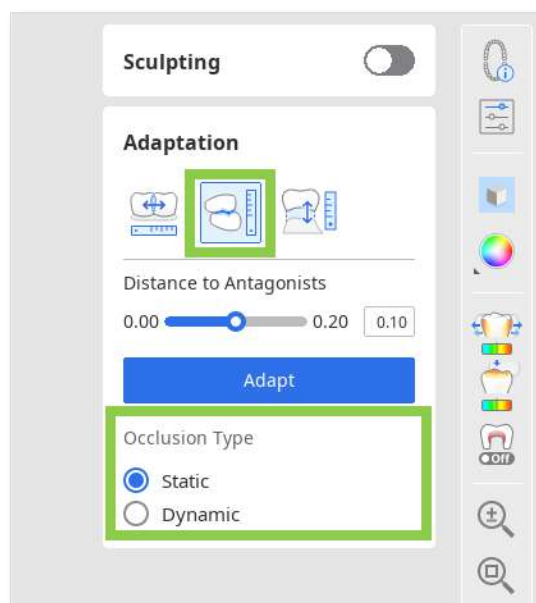 Sculpting
Adaptation
Distance to Antagonists
0.00 0.20 0.10
Adapt
Occlusion Type
Static
Dynamic
Off